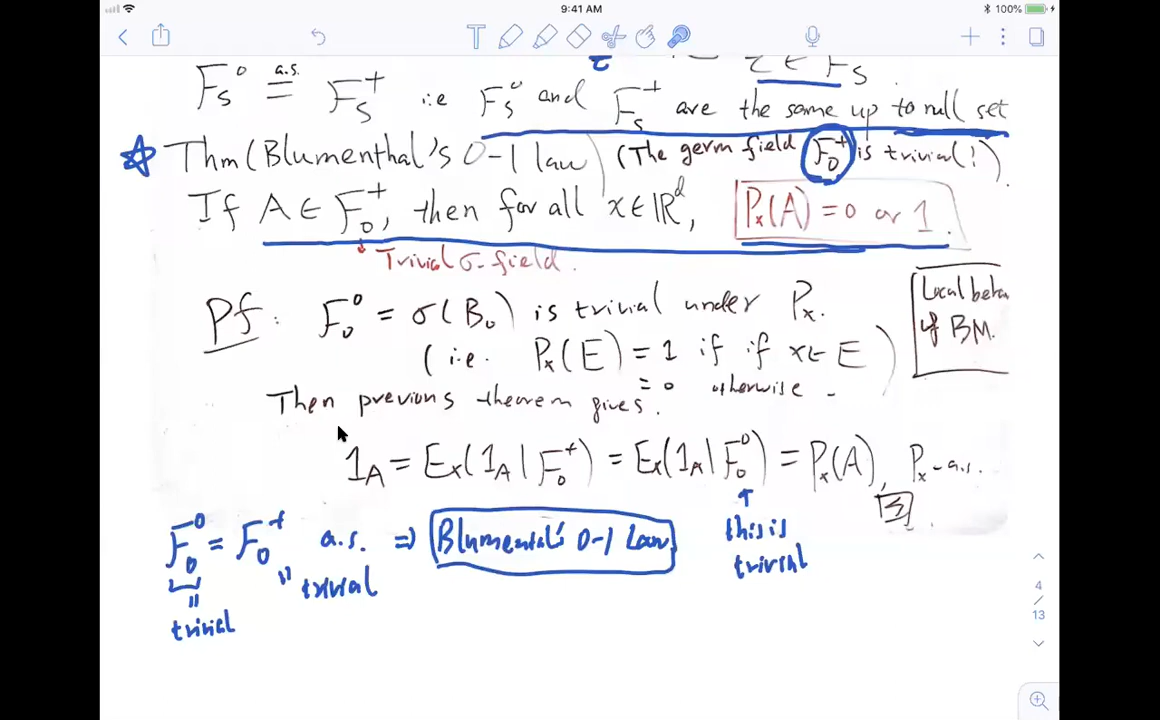 9:41 AM
100%
F_s^0 a.s. = F_s^+ i.e F_s^0 and F_s^+ are the same up to null set
Thm (Blumenthal's 0-1 law) (The germ field F_0^+ is trivial!)
If A ∈ F_0^+, then for all x ∈ ℝ^d, P_x(A) = 0 or 1.
Trivial σ-field.
Pf: F_0^0 = σ(B_0) is trivial under P_x.
(i.e. P_x(E) = 1 if if x ∈ E)
= 0 otherwise.
Local behav
of BM.
Then previous theorem gives.
1_A = E_x(1_A | F_0^+) = E_x(1_A | F_0^0) = P_x(A), P_x-a.s.
F_0^0 = F_0^+ a.s. ⇒ Blumental's 0-1 Law
this is
trivial
trivial
trivial
4
/
13